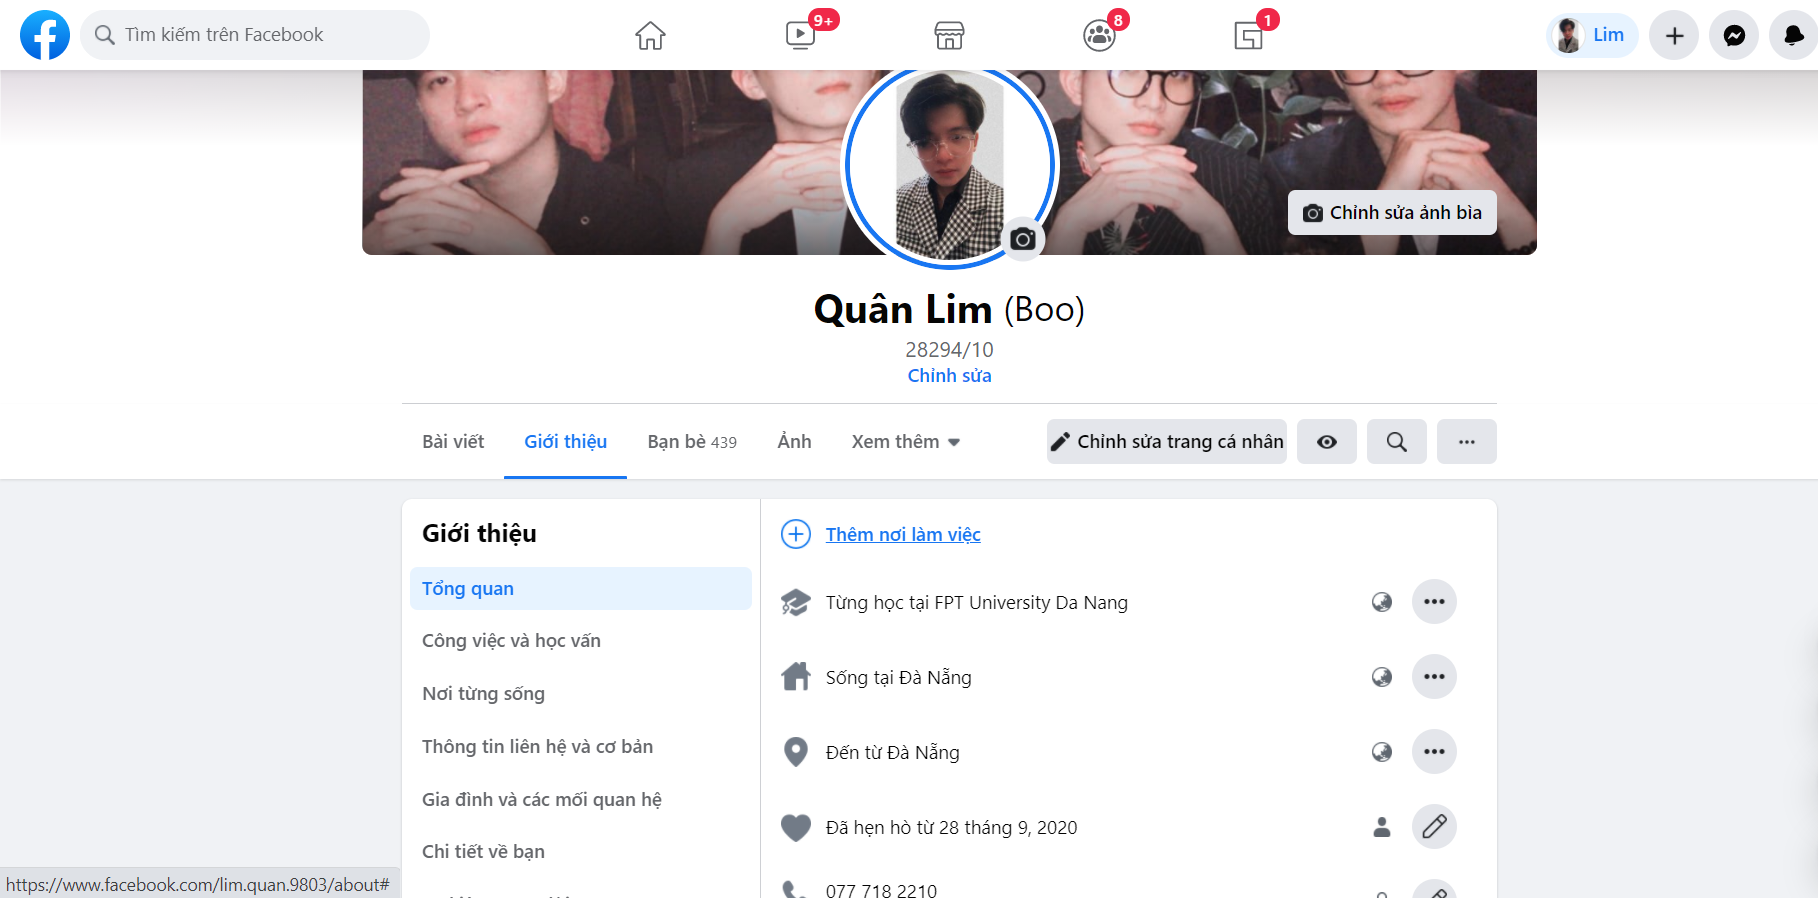 Tìm kiếm trên Facebook
9+
8
1
Lim
Chỉnh sửa ảnh bìa
Quân Lim (Boo)
28294/10
Chỉnh sửa
Bài viết
Giới thiệu
Bạn bè 439
Ảnh
Xem thêm
Chỉnh sửa trang cá nhân
Giới thiệu
Tổng quan
Công việc và học vấn
Nơi từng sống
Thông tin liên hệ và cơ bản
Gia đình và các mối quan hệ
Chi tiết về bạn
Thêm nơi làm việc
Từng học tại FPT University Da Nang
Sống tại Đà Nẵng
Đến từ Đà Nẵng
Đã hẹn hò từ 28 tháng 9, 2020
077 718 2210
https://www.facebook.com/lim.quan.9803/about#